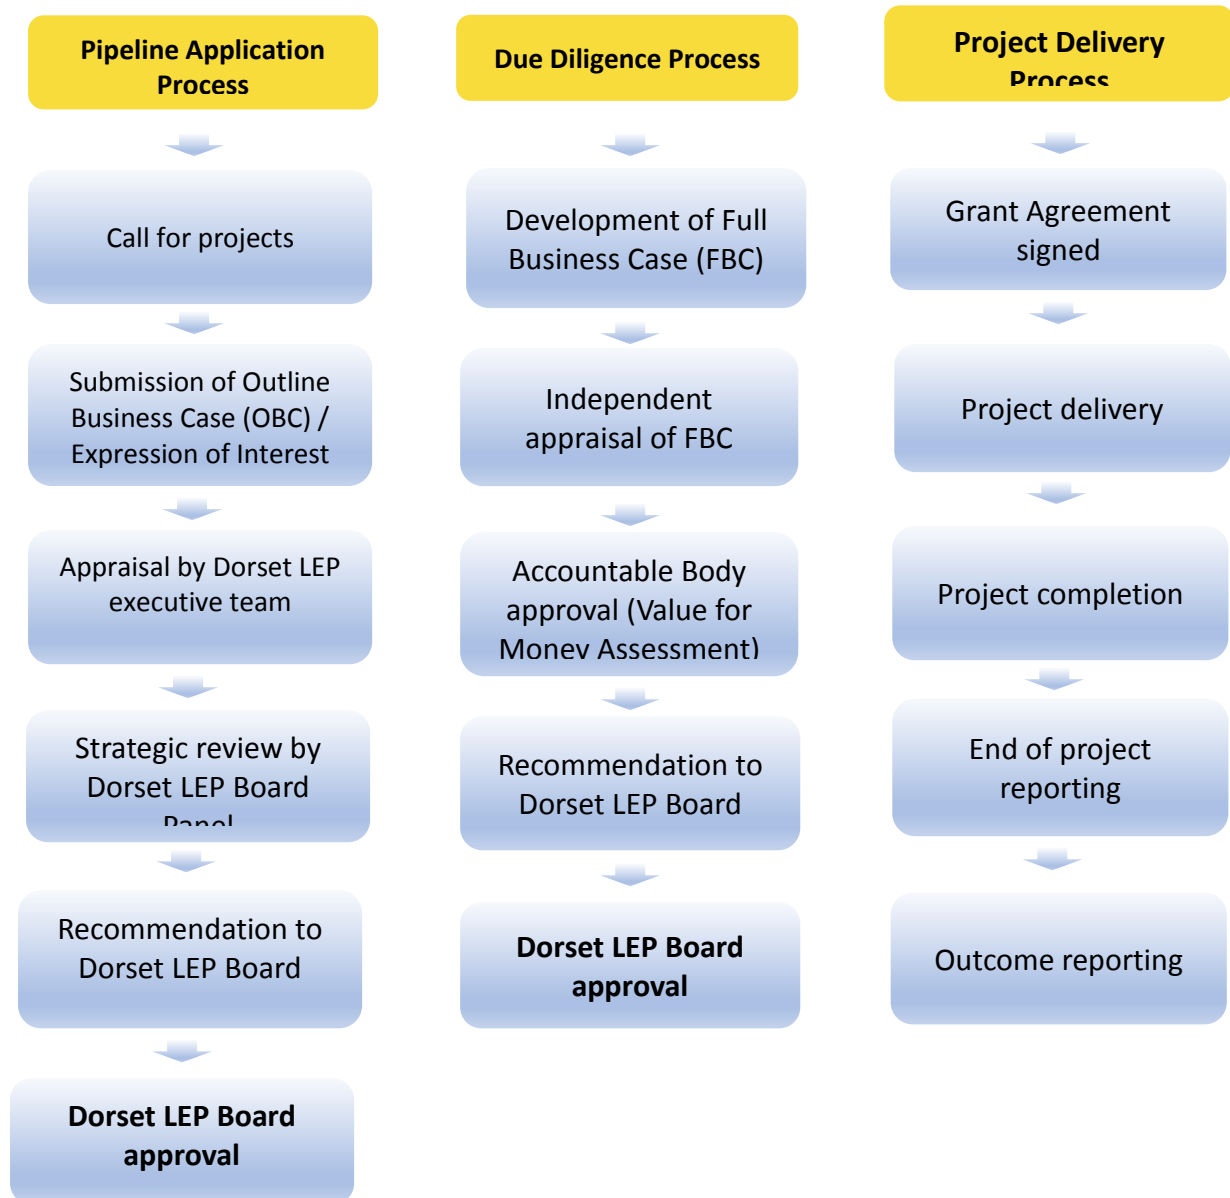 Pipeline Application
Process
Call for projects
Submission of Outline
Business Case (OBC) /
Expression of Interest
Appraisal by Dorset LEP
executive team
Strategic review by
Dorset LEP Board
Panel
Recommendation to
Dorset LEP Board
Dorset LEP Board
approval
Due Diligence Process
Development of Full
Business Case (FBC)
Independent
appraisal of FBC
Accountable Body
approval (Value for
Money Assessment)
Recommendation to
Dorset LEP Board
Dorset LEP Board
approval
Project Delivery
Process
Grant Agreement
signed
Project delivery
Project completion
End of project
reporting
Outcome reporting